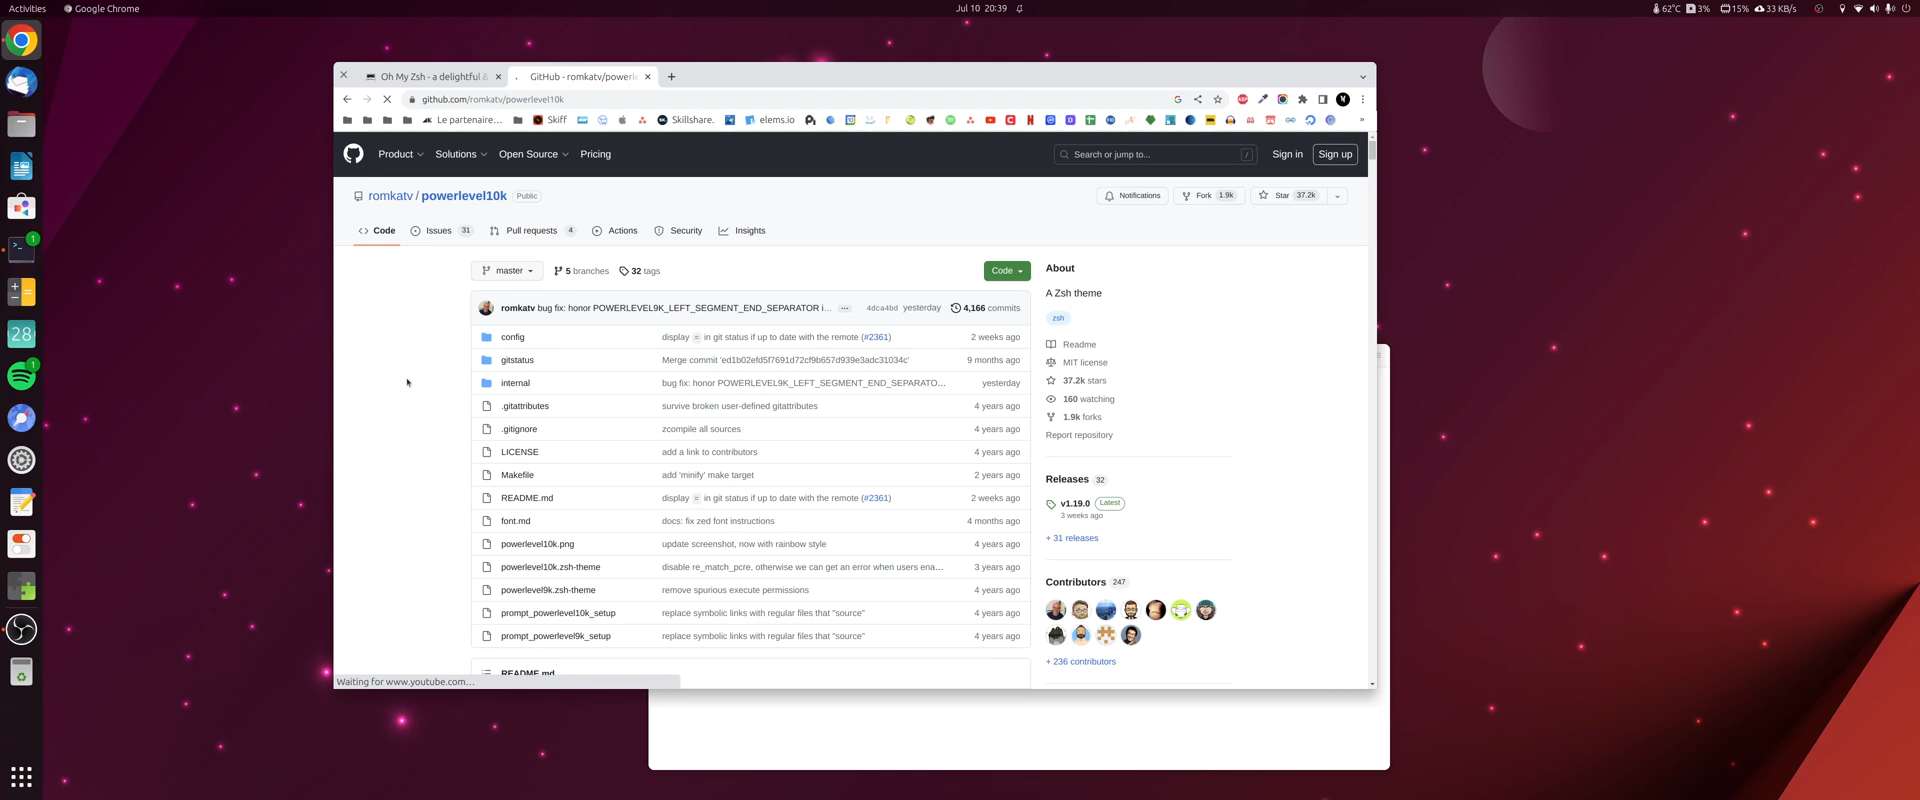 Activities Google Chrome Jul 10 20:39 62°C 3% 15% 33 KB/s
Oh My Zsh - a delightful & GitHub - romkatv/powerle
github.com/romkatv/powerlevel10k
Le partenaire... Skiff Skillshare. elems.io »
Product Solutions Open Source Pricing Search or jump to... / Sign in Sign up
romkatv / powerlevel10k Public Notifications Fork 1.9k Star 37.2k
Code Issues 31 Pull requests 4 Actions Security Insights
master 5 branches 32 tags Code
romkatv bug fix: honor POWERLEVEL9K_LEFT_SEGMENT_END_SEPARATOR i... ... 4dca4bd yesterday 4,166 commits
config display = in git status if up to date with the remote (#2361) 2 weeks ago
gitstatus Merge commit 'ed1b02efd5f7691d72cf9b657d939e3adc31034c' 9 months ago
internal bug fix: honor POWERLEVEL9K_LEFT_SEGMENT_END_SEPARATO... yesterday
.gitattributes survive broken user-defined gitattributes 4 years ago
.gitignore zcompile all sources 4 years ago
LICENSE add a link to contributors 4 years ago
Makefile add 'minify' make target 2 years ago
README.md display = in git status if up to date with the remote (#2361) 2 weeks ago
font.md docs: fix zed font instructions 4 months ago
powerlevel10k.png update screenshot, now with rainbow style 4 years ago
powerlevel10k.zsh-theme disable re_match_pcre, otherwise we can get an error when users ena... 3 years ago
powerlevel9k.zsh-theme remove spurious execute permissions 4 years ago
prompt_powerlevel10k_setup replace symbolic links with regular files that "source" 4 years ago
prompt_powerlevel9k_setup replace symbolic links with regular files that "source" 4 years ago
README.md
Waiting for www.youtube.com...
About
A Zsh theme
zsh
Readme
MIT license
37.2k stars
160 watching
1.9k forks
Report repository
Releases 32
v1.19.0 Latest
3 weeks ago
+ 31 releases
Contributors 247
+ 236 contributors
1
28
1